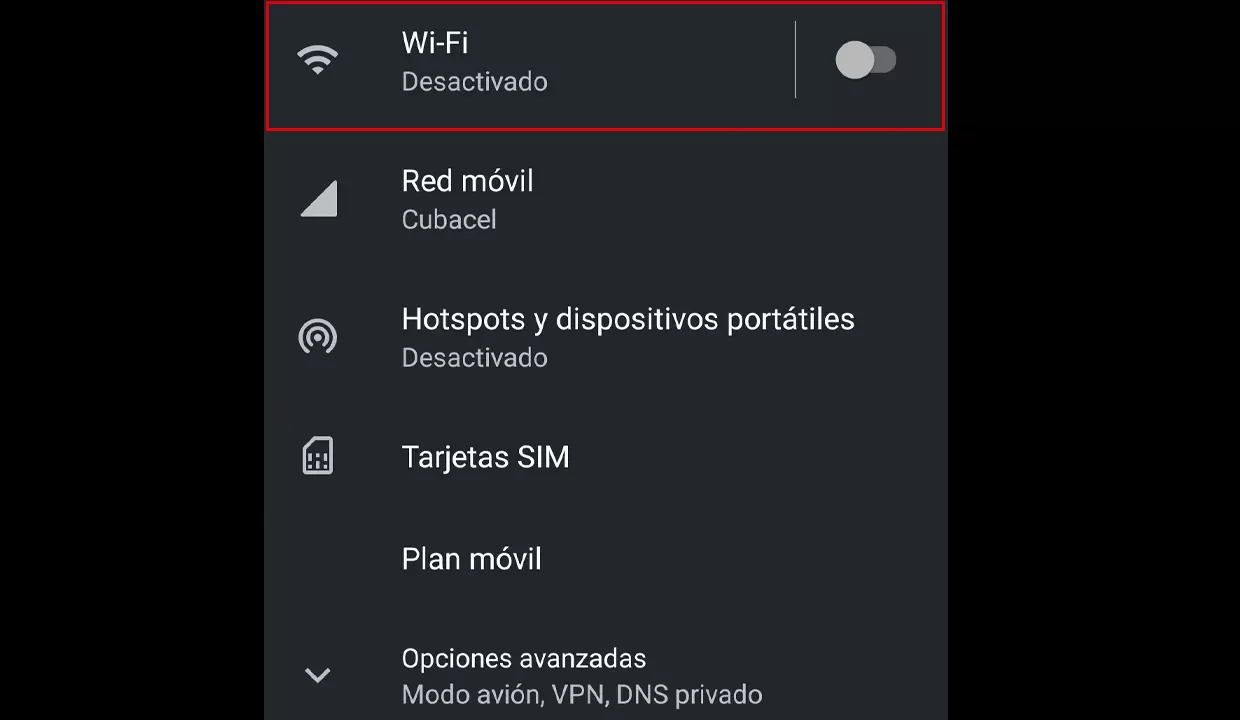 Wi-Fi
Desactivado
Red móvil
Cubacel
Hotspots y dispositivos portátiles
Desactivado
Tarjetas SIM
Plan móvil
Opciones avanzadas
Modo avión, VPN, DNS privado